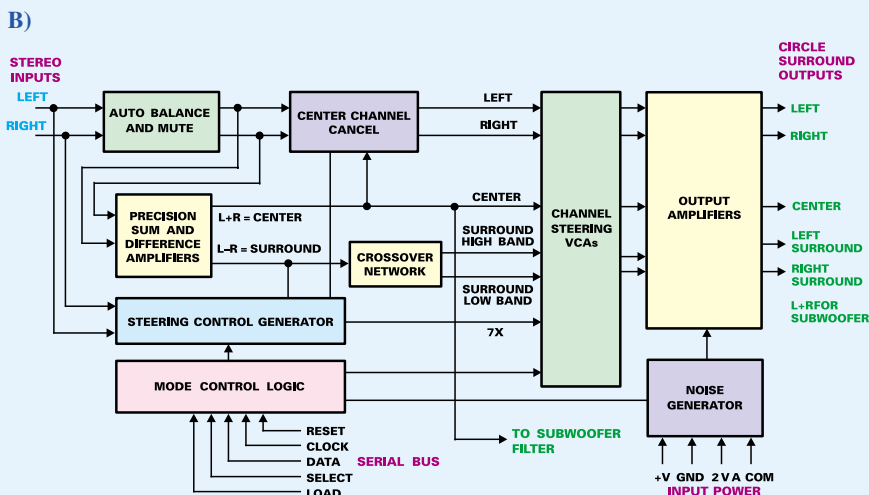 B)
STEREO
INPUTS
LEFT
RIGHT
AUTO BALANCE
AND MUTE
CENTER CHANNEL
CANCEL
LEFT
RIGHT
CENTER
SURROUND
HIGH BAND
SURROUND
LOW BAND
7X
PRECISION
SUM AND
DIFFERENCE
AMPLIFIERS
L+R = CENTER
L–R = SURROUND
CROSSOVER
NETWORK
STEERING CONTROL GENERATOR
MODE CONTROL LOGIC
CHANNEL
STEERING
VCAs
OUTPUT
AMPLIFIERS
CIRCLE
SURROUND
OUTPUTS
LEFT
RIGHT
CENTER
LEFT
SURROUND
RIGHT
SURROUND
L+RFOR
SUBWOOFER
NOISE
GENERATOR
RESET
CLOCK
DATA SERIAL BUS
SELECT
LOAD
TO SUBWOOFER
FILTER
+V GND 2 V A COM
INPUT POWER